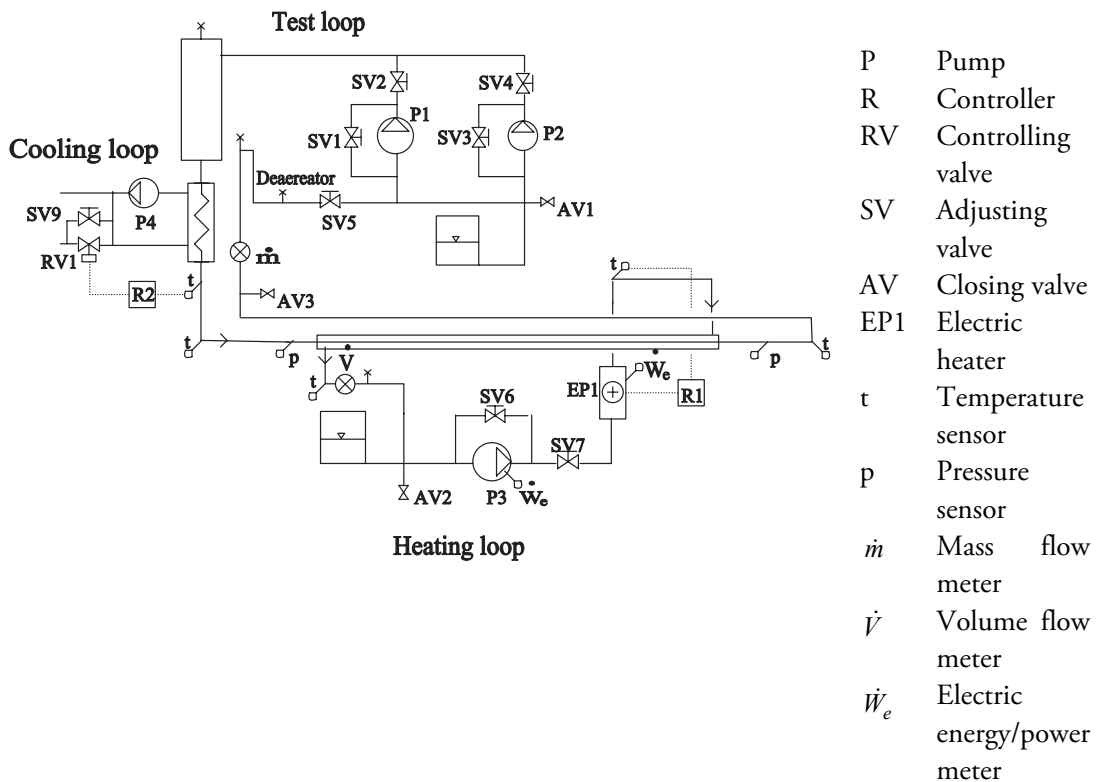 Test loop
SV2
SV4
P1
SV1
SV3
P2
Cooling loop
Deaereator
SV9
P4
SV5
AV1
RV1
ṁ
t
t
R2
AV3
t
p
V̇
p
t
t
Ẇe
EP1
R1
SV6
SV7
P3
Ẇe
AV2
Heating loop
P Pump
R Controller
RV Controlling
valve
SV Adjusting
valve
AV Closing valve
EP1 Electric
heater
t Temperature
sensor
p Pressure
sensor
ṁ Mass flow
meter
V̇ Volume flow
meter
Ẇe Electric
energy/power
meter